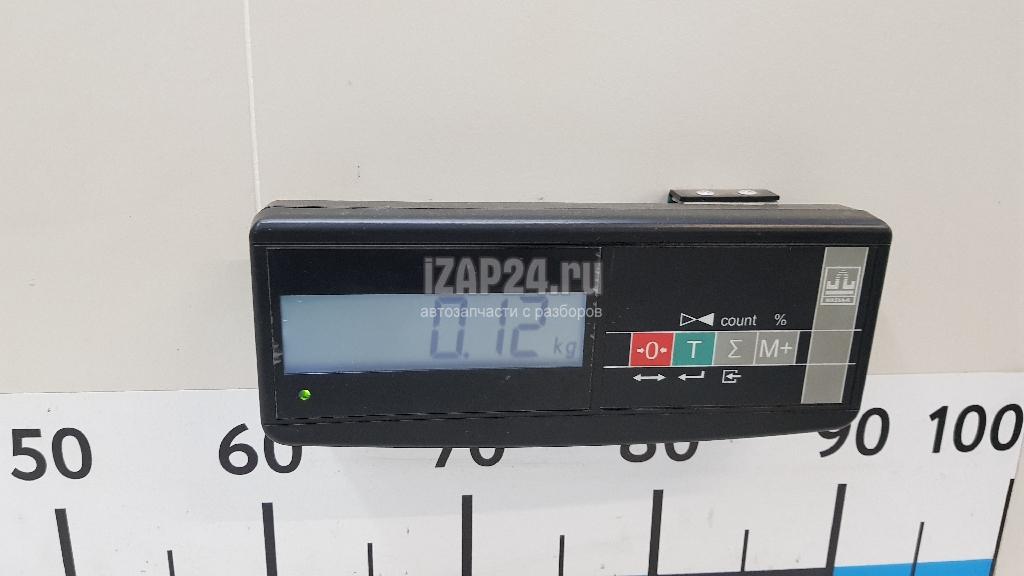 iZAP24.ru
автозапчасти с разборов
0.12 kg
count %
→0← T Σ M+
50 60 70 80 90 100